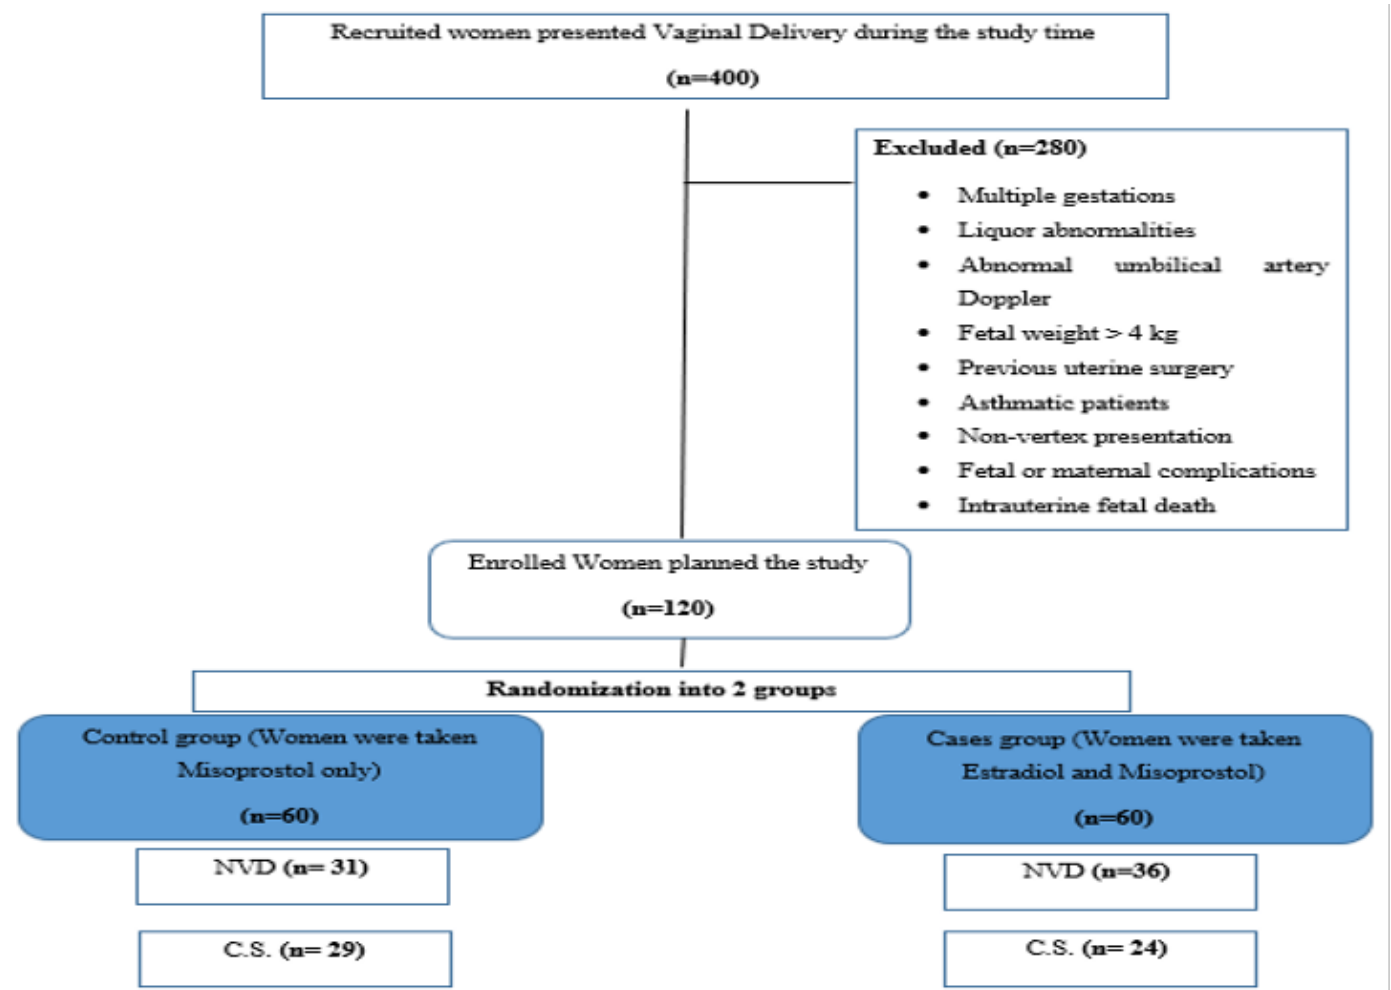 Recruited women presented Vaginal Delivery during the study time
(n=400)
Excluded (n=280)
• Multiple gestations
• Liquor abnormalities
• Abnormal umbilical artery
Doppler
• Fetal weight > 4 kg
• Previous uterine surgery
• Asthmatic patients
• Non-vertex presentation
• Fetal or maternal complications
• Intrauterine fetal death
Enrolled Women planned the study
(n=120)
Randomization into 2 groups
Control group (Women were taken
Misoprostol only)
(n=60)
Cases group (Women were taken
Estradiol and Misoprostol)
(n=60)
NVD (n= 31)
NVD (n=36)
C.S. (n= 29)
C.S. (n= 24)